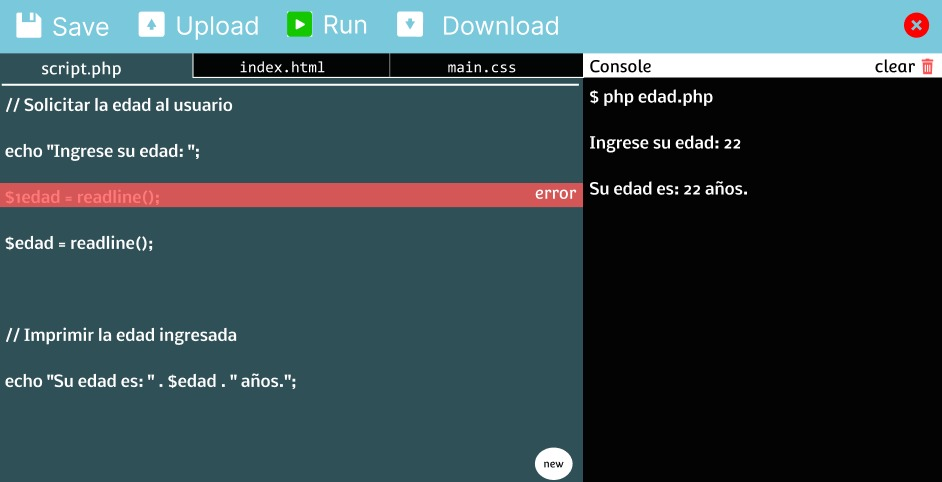 Save Upload Run Download
script.php index.html main.css
// Solicitar la edad al usuario
echo "Ingrese su edad: ";
$1edad = readline(); error
$edad = readline();
// Imprimir la edad ingresada
echo "Su edad es: " . $edad . " años.";
new
Console clear
$ php edad.php
Ingrese su edad: 22
Su edad es: 22 años.